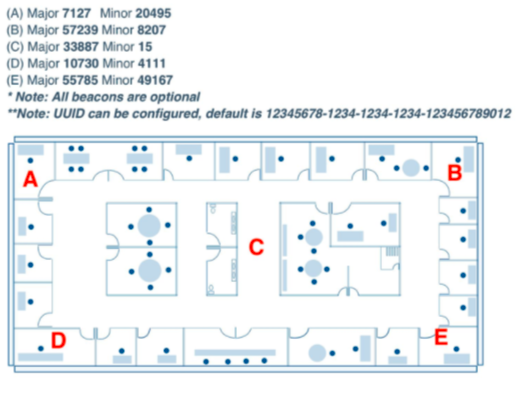 (A) Major 7127 Minor 20495
(B) Major 57239 Minor 8207
(C) Major 33887 Minor 15
(D) Major 10730 Minor 4111
(E) Major 55785 Minor 49167
* Note: All beacons are optional
**Note: UUID can be configured, default is 12345678-1234-1234-1234-123456789012
A
B
C
D
E